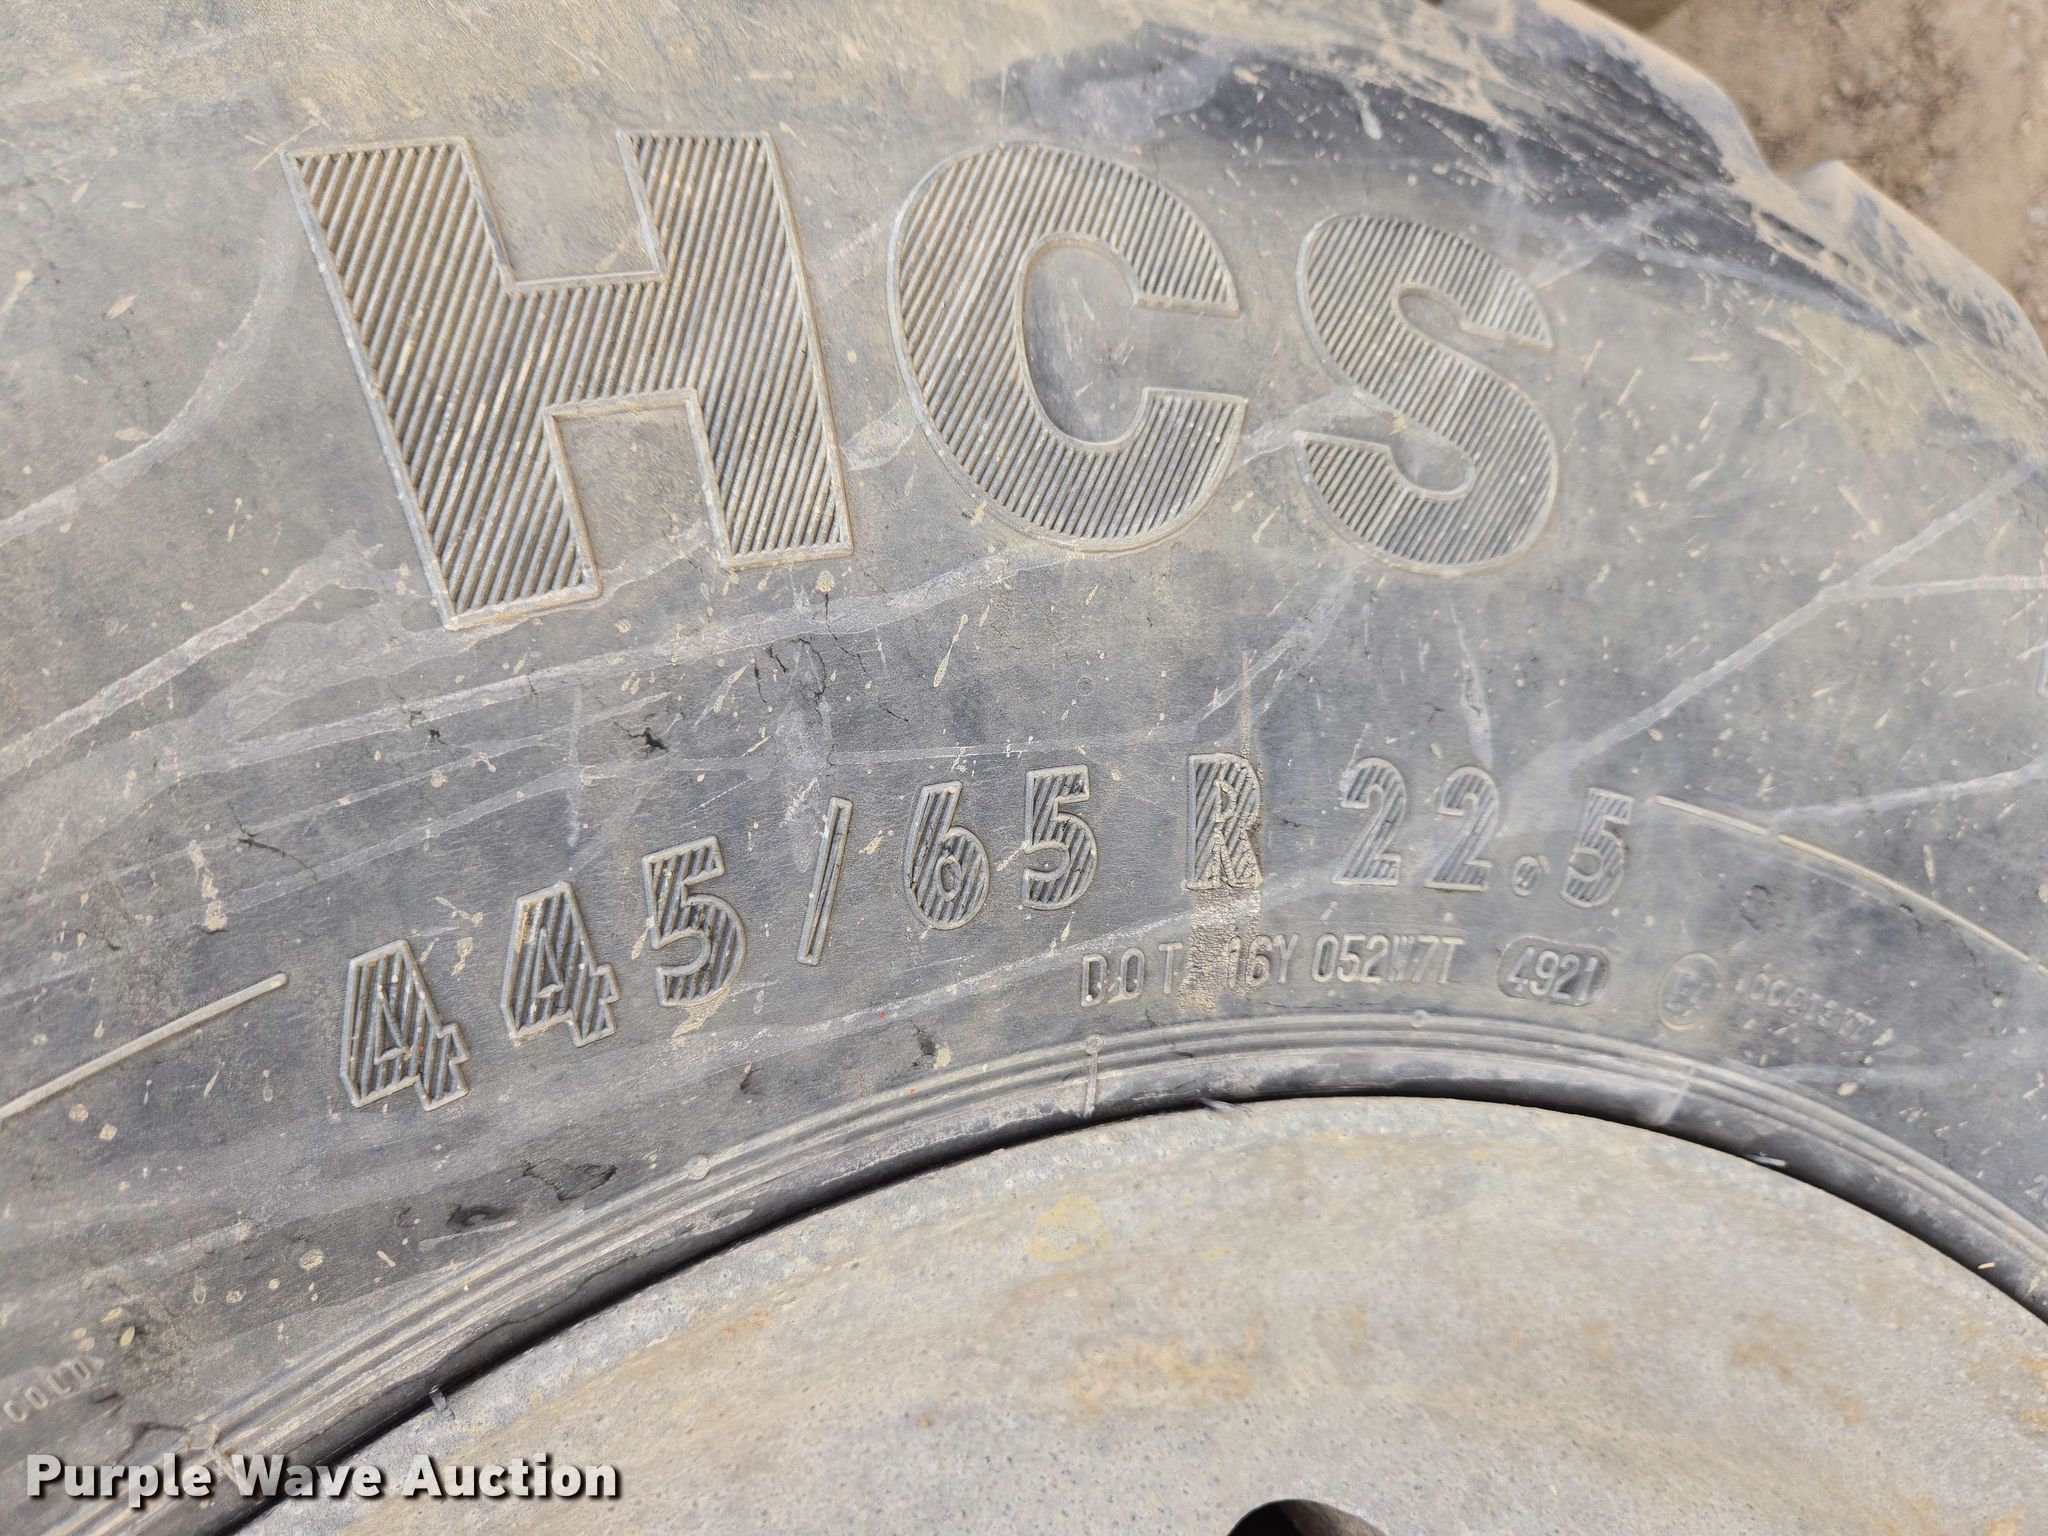 HCS
445/65 R 22.5
DOT 16Y 052W7T 4921
Purple Wave Auction